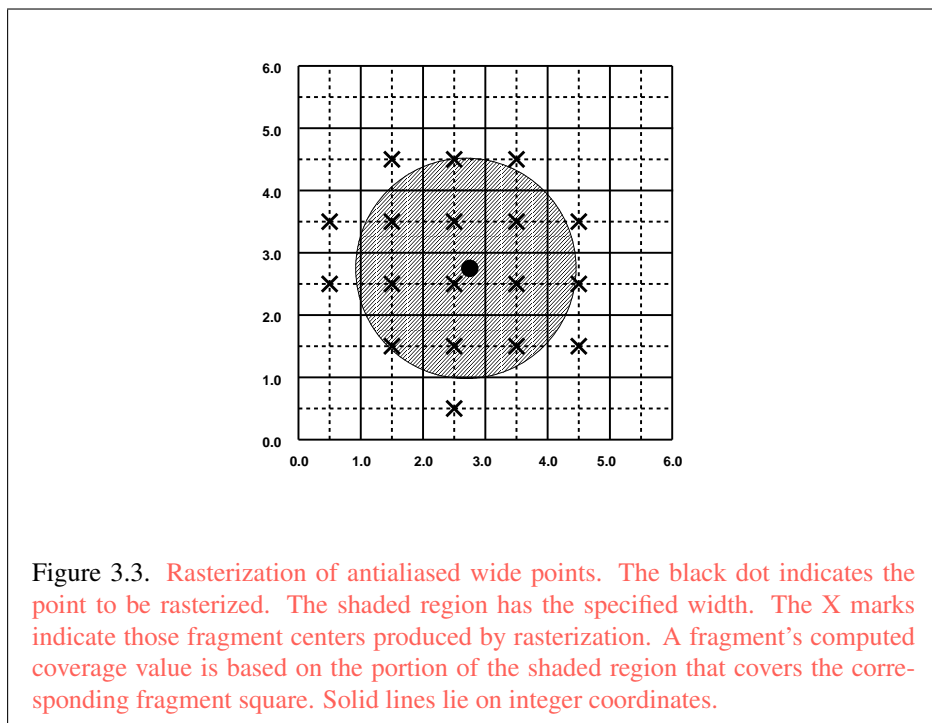 6.0
5.0
4.0
3.0
2.0
1.0
0.0
0.0 1.0 2.0 3.0 4.0 5.0 6.0
Figure 3.3. Rasterization of antialiased wide points. The black dot indicates the
point to be rasterized. The shaded region has the specified width. The X marks
indicate those fragment centers produced by rasterization. A fragment's computed
coverage value is based on the portion of the shaded region that covers the corre-
sponding fragment square. Solid lines lie on integer coordinates.